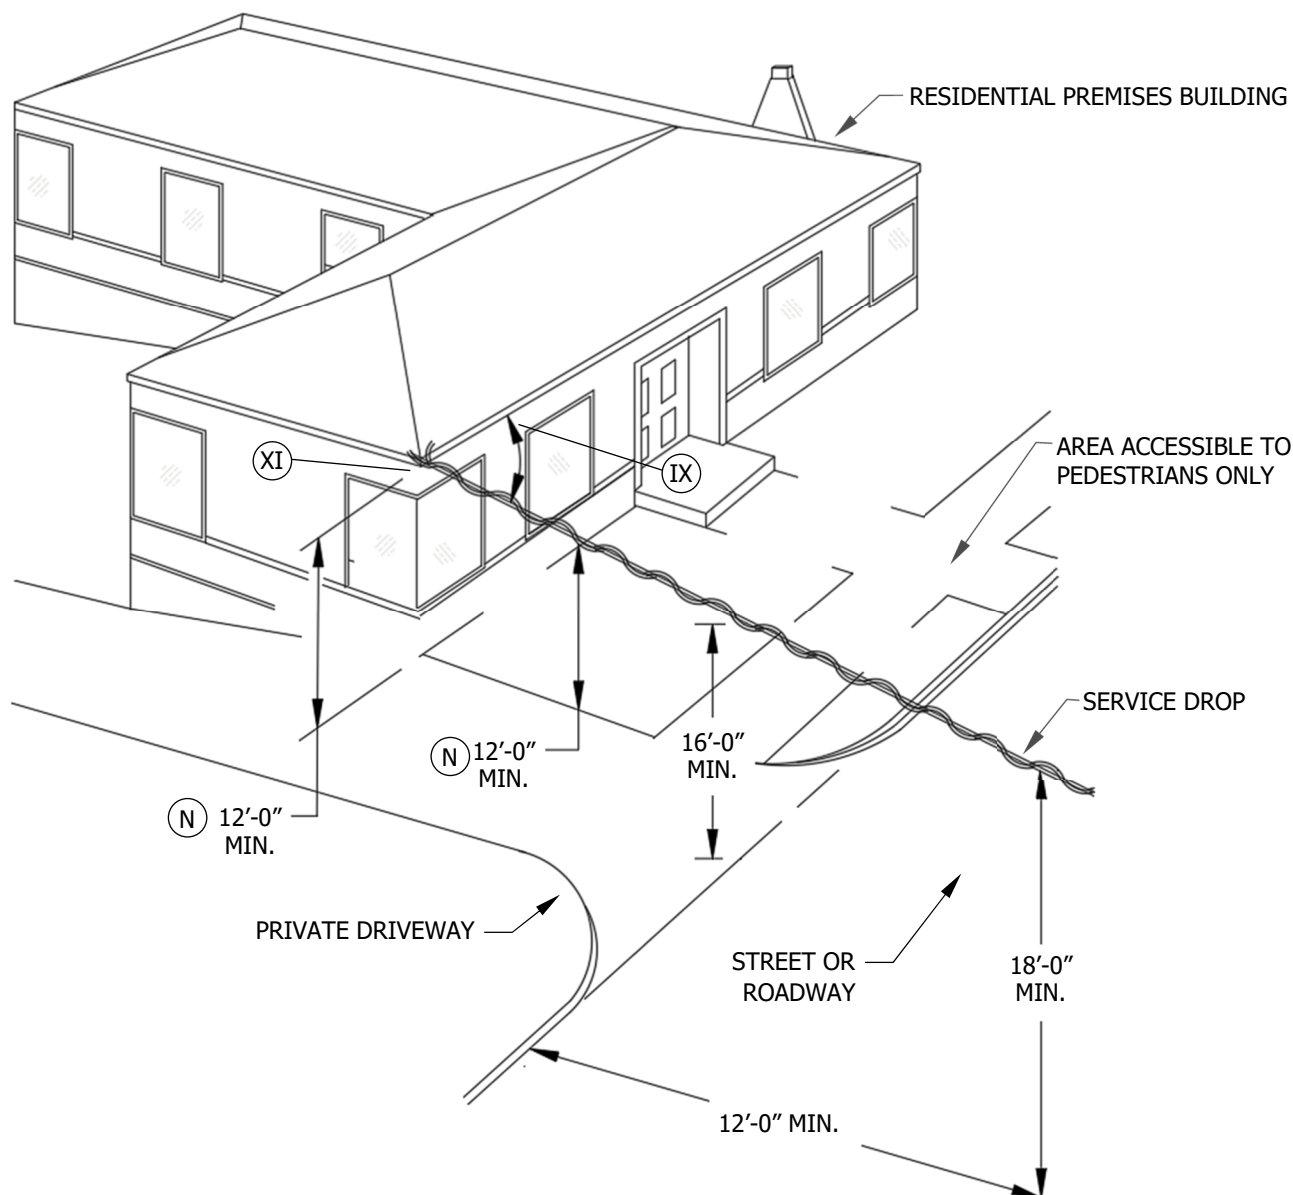 RESIDENTIAL PREMISES BUILDING
AREA ACCESSIBLE TO
PEDESTRIANS ONLY
XI
IX
SERVICE DROP
N 12'-0"
MIN.
16'-0"
MIN.
N 12'-0"
MIN.
PRIVATE DRIVEWAY
STREET OR
ROADWAY
18'-0"
MIN.
12'-0" MIN.